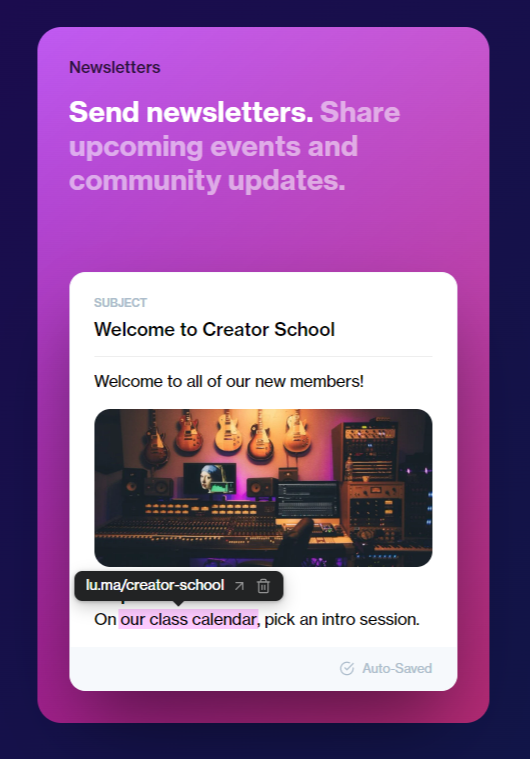 Newsletters
Send newsletters. Share
upcoming events and
community updates.
SUBJECT
Welcome to Creator School
Welcome to all of our new members!
lu.ma/creator-school
On our class calendar, pick an intro session.
Auto-Saved